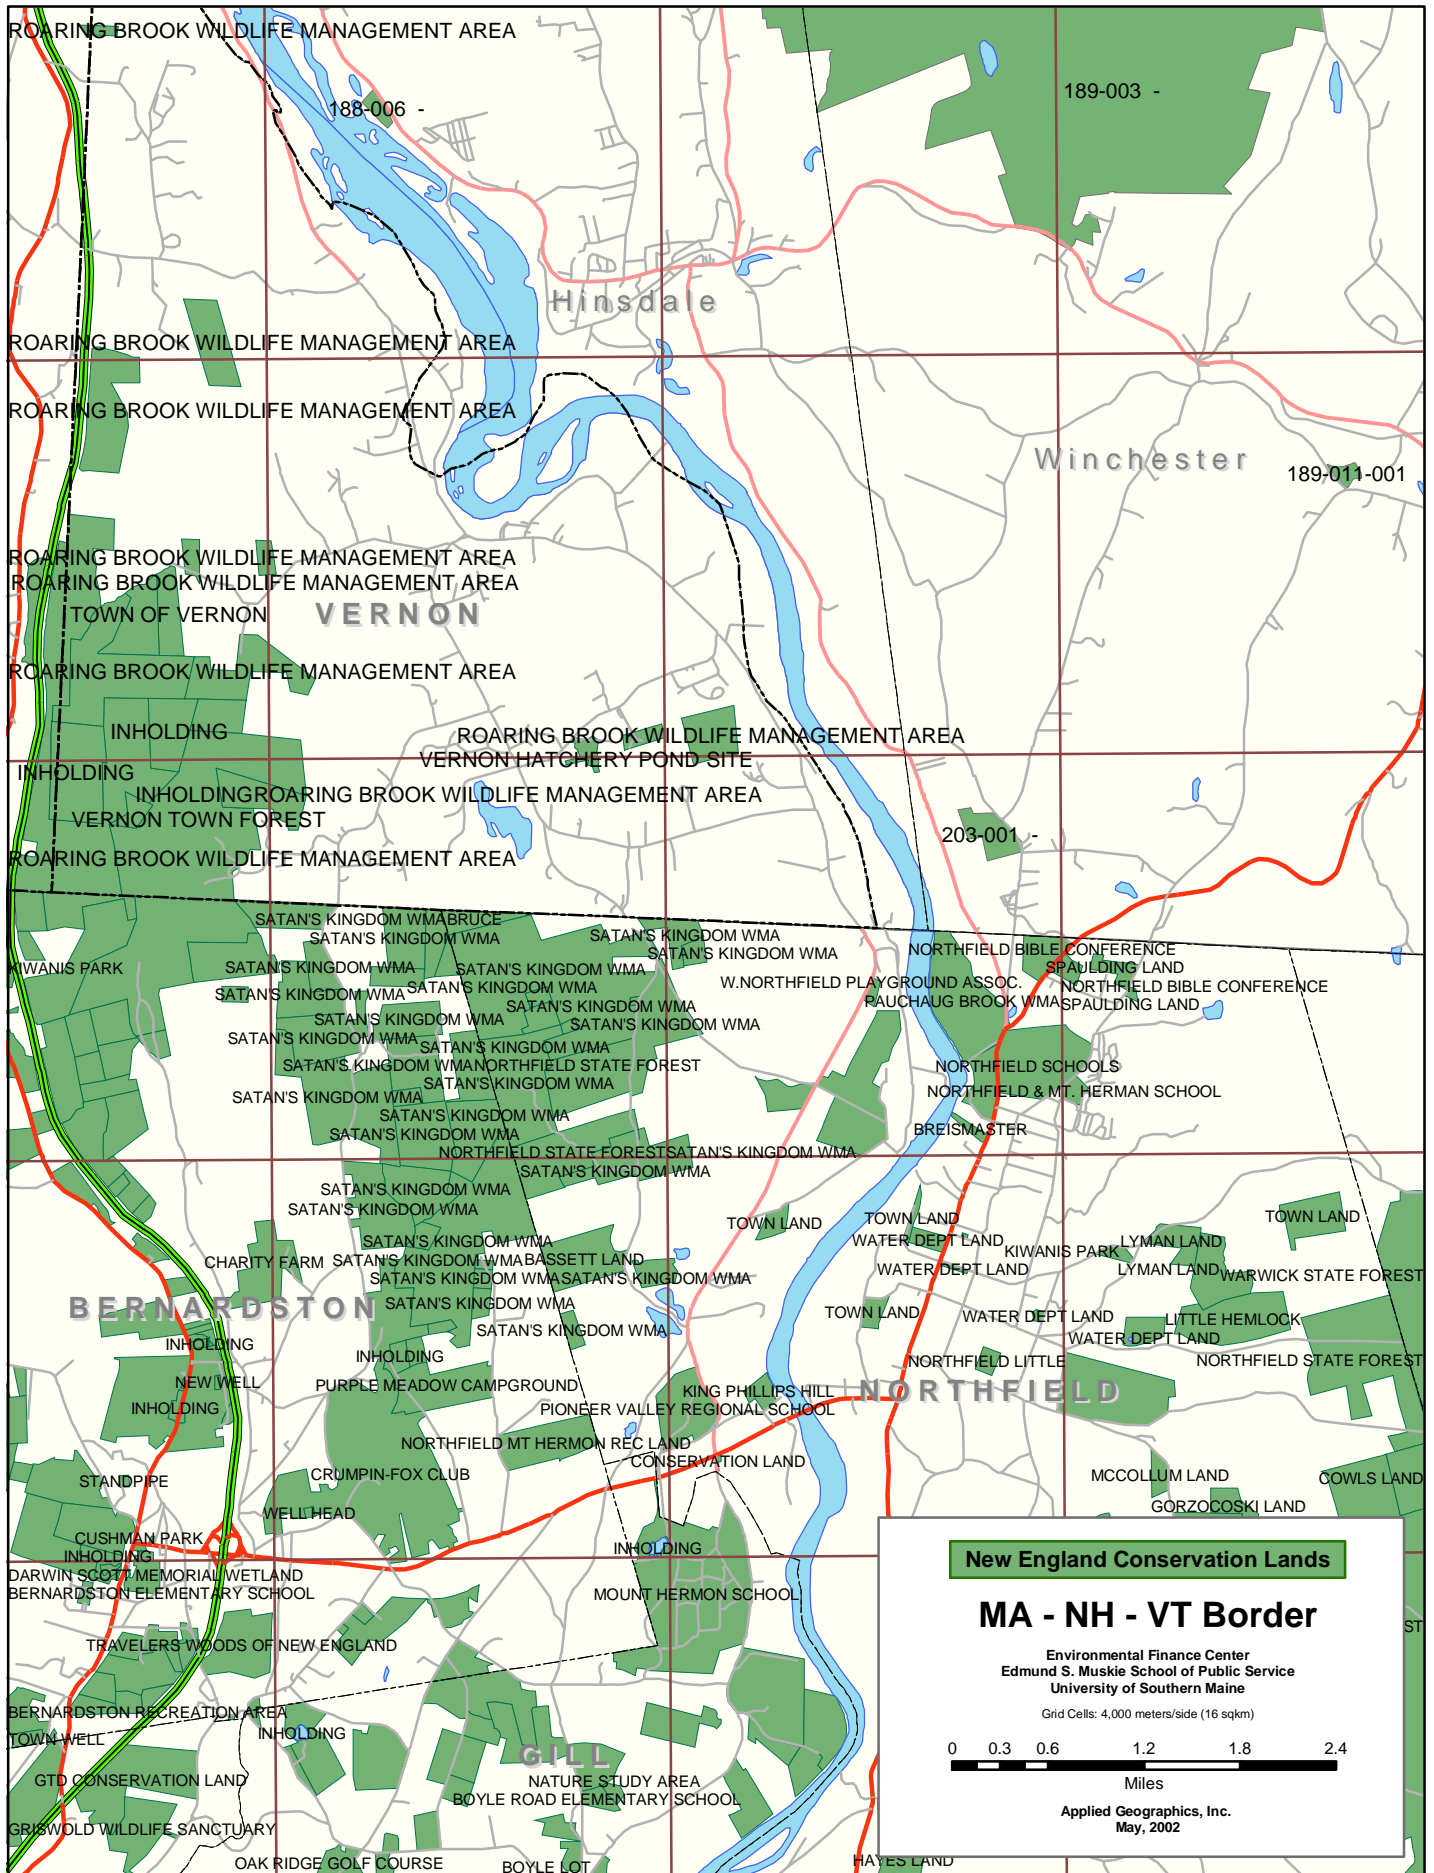 ROARING BROOK WILDLIFE MANAGEMENT AREA
188-006 -
189-003 -
Hinsdale
ROARING BROOK WILDLIFE MANAGEMENT AREA
ROARING BROOK WILDLIFE MANAGEMENT AREA
Winchester
189-011-001
ROARING BROOK WILDLIFE MANAGEMENT AREA
ROARING BROOK WILDLIFE MANAGEMENT AREA
TOWN OF VERNON
VERNON
ROARING BROOK WILDLIFE MANAGEMENT AREA
INHOLDING
ROARING BROOK WILDLIFE MANAGEMENT AREA
VERNON HATCHERY POND SITE
INHOLDING
INHOLDING
ROARING BROOK WILDLIFE MANAGEMENT AREA
VERNON TOWN FOREST
203-001 -
ROARING BROOK WILDLIFE MANAGEMENT AREA
SATAN'S KINGDOM WMA
BRUCE
SATAN'S KINGDOM WMA
SATAN'S KINGDOM WMA
SATAN'S KINGDOM WMA
NORTHFIELD BIBLE CONFERENCE
KIWANIS PARK
SATAN'S KINGDOM WMA
SATAN'S KINGDOM WMA
SPAULDING LAND
SATAN'S KINGDOM WMA
SATAN'S KINGDOM WMA
W.NORTHFIELD PLAYGROUND ASSOC.
NORTHFIELD BIBLE CONFERENCE
SATAN'S KINGDOM WMA
PAUCHAUG BROOK WMA
SPAULDING LAND
SATAN'S KINGDOM WMA
SATAN'S KINGDOM WMA
SATAN'S KINGDOM WMA
SATAN'S KINGDOM WMA
SATAN'S KINGDOM WMA
NORTHFIELD STATE FOREST
NORTHFIELD SCHOOLS
SATAN'S KINGDOM WMA
NORTHFIELD & MT. HERMAN SCHOOL
SATAN'S KINGDOM WMA
SATAN'S KINGDOM WMA
SATAN'S KINGDOM WMA
BREISMASTER
NORTHFIELD STATE FOREST
SATAN'S KINGDOM WMA
SATAN'S KINGDOM WMA
SATAN'S KINGDOM WMA
SATAN'S KINGDOM WMA
TOWN LAND
TOWN LAND
TOWN LAND
SATAN'S KINGDOM WMA
WATER DEPT LAND
KIWANIS PARK
LYMAN LAND
CHARITY FARM
SATAN'S KINGDOM WMA
BASSETT LAND
WATER DEPT LAND
LYMAN LAND
WARWICK STATE FOREST
SATAN'S KINGDOM WMA
SATAN'S KINGDOM WMA
BERNARDSTON
SATAN'S KINGDOM WMA
TOWN LAND
WATER DEPT LAND
LITTLE HEMLOCK
SATAN'S KINGDOM WMA
WATER DEPT LAND
INHOLDING
INHOLDING
NORTHFIELD LITTLE
NORTHFIELD STATE FOREST
NEW WELL
PURPLE MEADOW CAMPGROUND
KING PHILLIPS HILL
NORTHFIELD
INHOLDING
PIONEER VALLEY REGIONAL SCHOOL
NORTHFIELD MT HERMON REC LAND
CONSERVATION LAND
STANDPIPE
CRUMPIN-FOX CLUB
MCCOLLUM LAND
COWLS LAND
WELL HEAD
GORZOCOSKI LAND
CUSHMAN PARK
INHOLDING
INHOLDING
DARWIN SCOTT MEMORIAL WETLAND
BERNARDSTON ELEMENTARY SCHOOL
MOUNT HERMON SCHOOL
ST
TRAVELERS WOODS OF NEW ENGLAND
BERNARDSTON RECREATION AREA
TOWN WELL
INHOLDING
GILL
GTD CONSERVATION LAND
NATURE STUDY AREA
BOYLE ROAD ELEMENTARY SCHOOL
GRISWOLD WILDLIFE SANCTUARY
OAK RIDGE GOLF COURSE
BOYLE LOT
HAYES LAND
New England Conservation Lands
MA - NH - VT Border
Environmental Finance Center
Edmund S. Muskie School of Public Service
University of Southern Maine
Grid Cells: 4,000 meters/side (16 sqkm)
0 0.3 0.6 1.2 1.8 2.4
Miles
Applied Geographics, Inc.
May, 2002